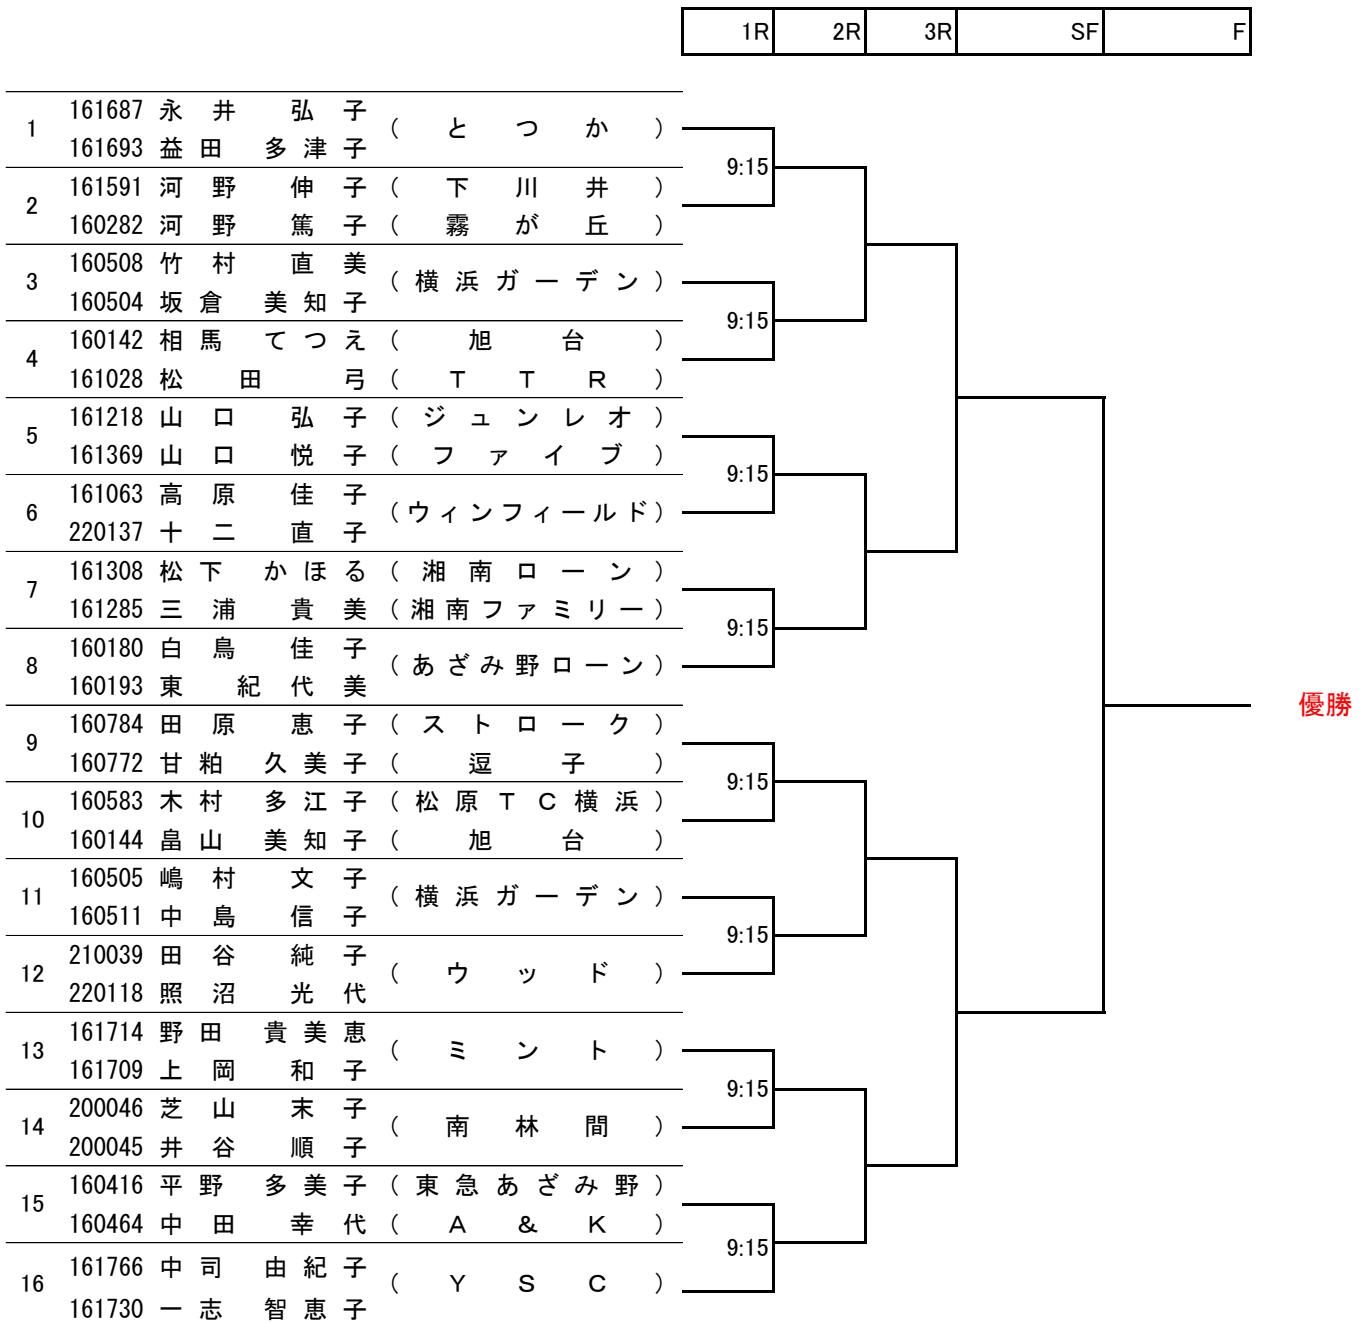 1R 2R 3R SF F
161687 永井 弘子
1 (とつか)
161693 益田 多津子
9:15
161591 河野 伸子 (下川井)
2
160282 河野 篤子 (霧が丘)
160508 竹村 直美
3 (横浜ガーデン)
160504 坂倉 美知子
9:15
160142 相馬 てつえ (旭台)
4
161028 松田 弓 (TTR)
161218 山口 弘子 (ジュンレオ)
5
161369 山口 悦子 (ファイブ)
9:15
161063 高原 佳子
6 (ウィンフィールド)
220137 十二 直子
161308 松下 かほる (湘南ローン)
7
161285 三浦 貴美 (湘南ファミリー)
9:15
160180 白鳥 佳子
8 (あざみ野ローン)
160193 東 紀代美
優勝
160784 田原 恵子 (ストローク)
9
160772 甘粕 久美子 (逗子)
9:15
160583 木村 多江子 (松原TC横浜)
10
160144 畠山 美知子 (旭台)
160505 嶋村 文子
11 (横浜ガーデン)
160511 中島 信子
9:15
210039 田谷 純子
12 (ウッド)
220118 照沼 光代
161714 野田 貴美恵
13 (ミント)
161709 上岡 和子
9:15
200046 芝山 末子
14 (南林間)
200045 井谷 順子
160416 平野 多美子 (東急あざみ野)
15
160464 中田 幸代 (A&K)
9:15
161766 中司 由紀子
16 (YSC)
161730 一志 智恵子